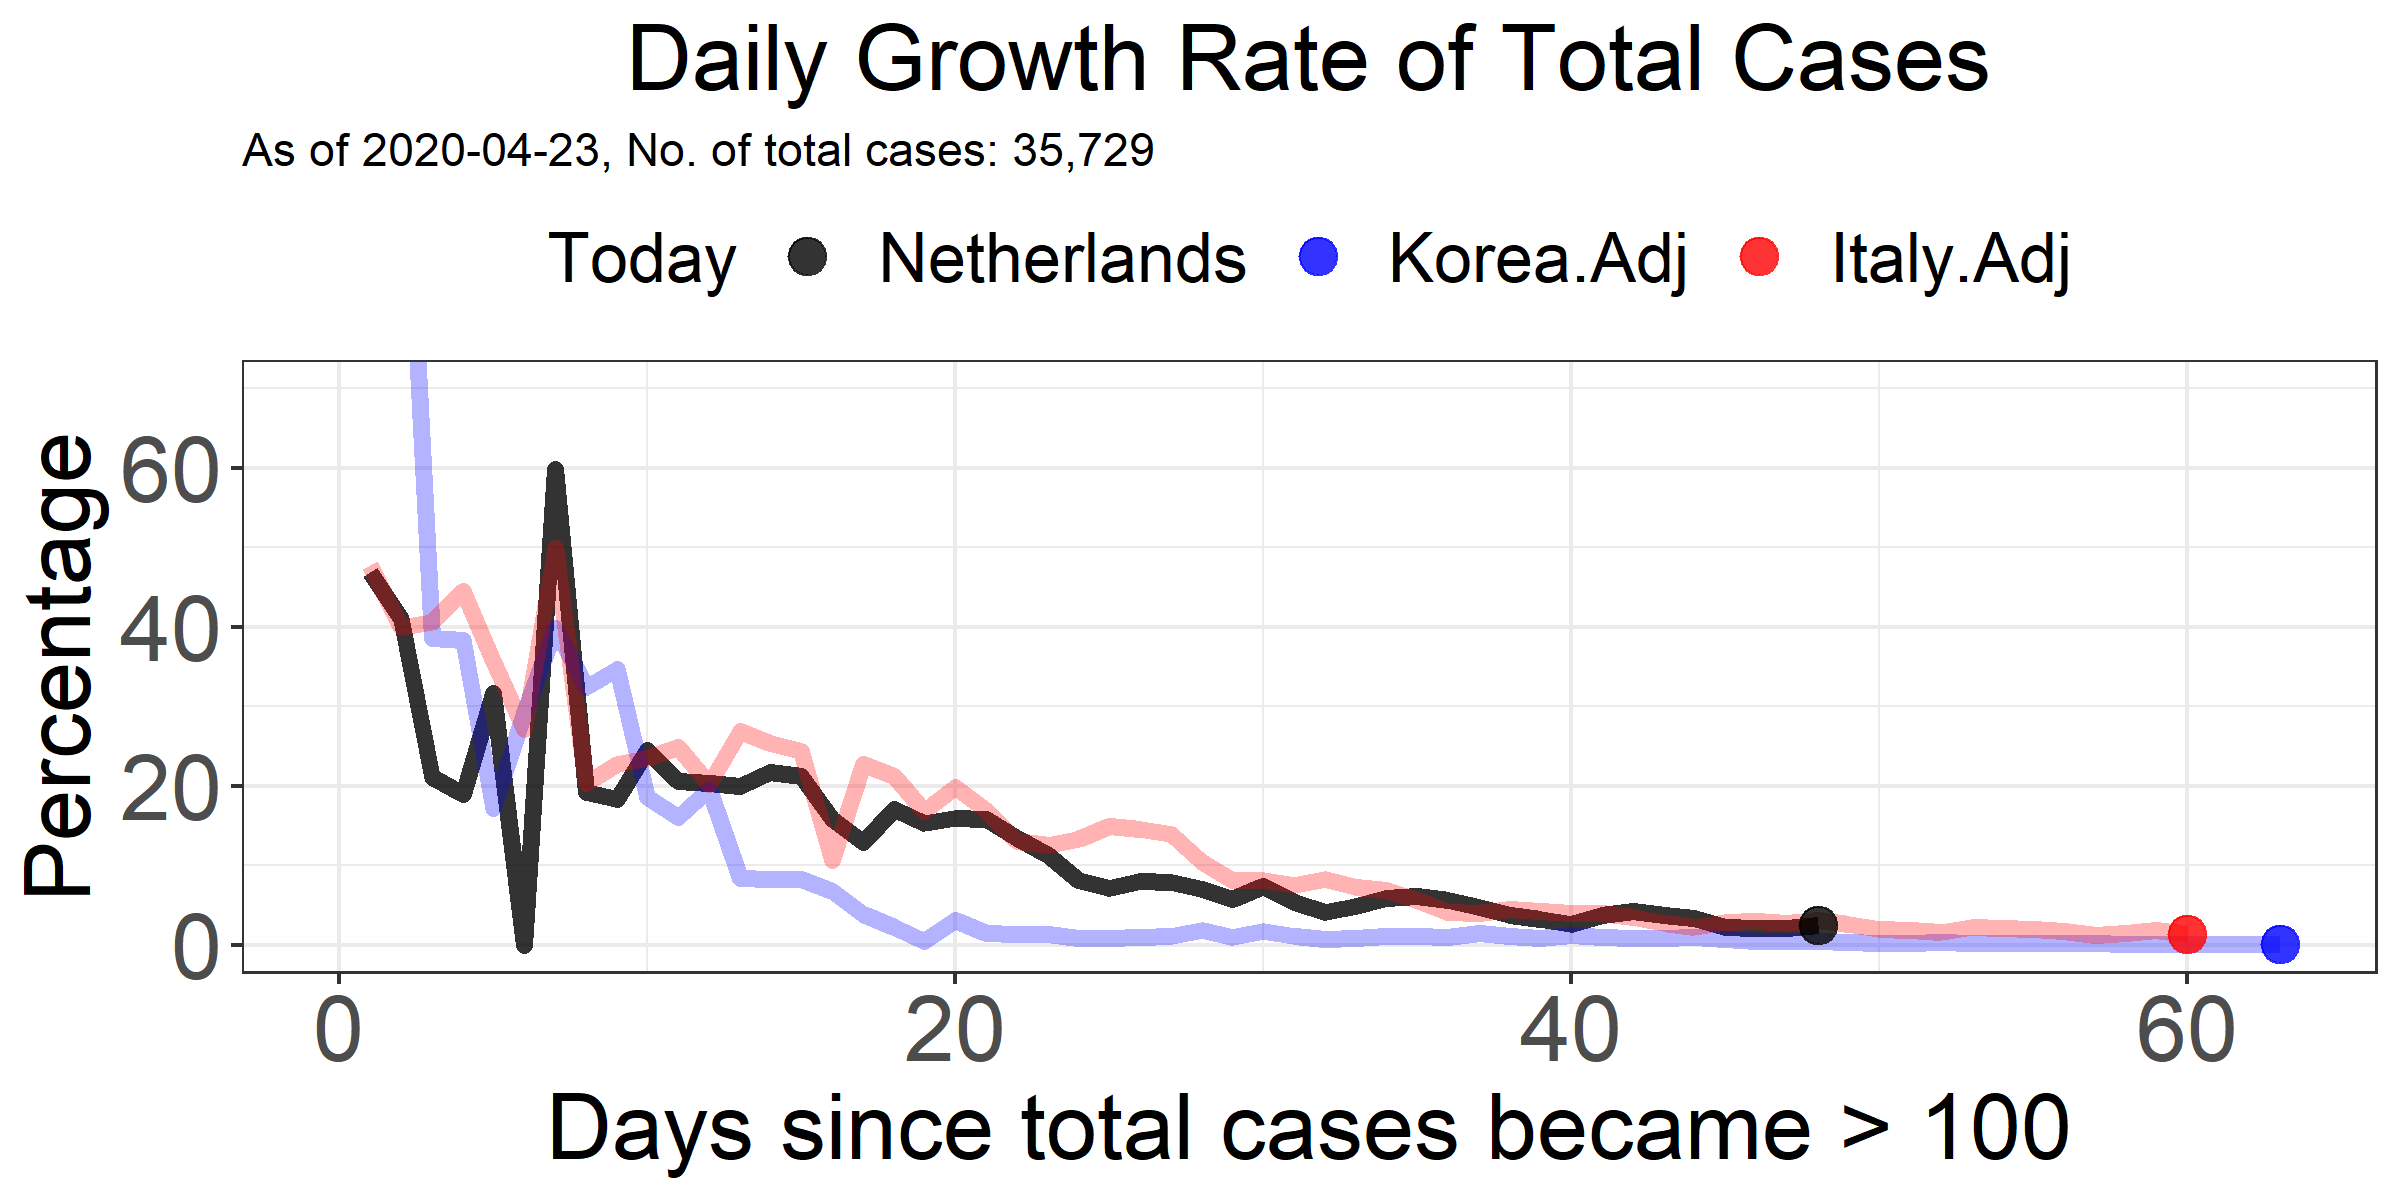 Daily Growth Rate of Total Cases
As of 2020-04-23, No. of total cases: 35,729
Today Netherlands Korea.Adj Italy.Adj
Percentage
60
40
20
0
0 20 40 60
Days since total cases became > 100